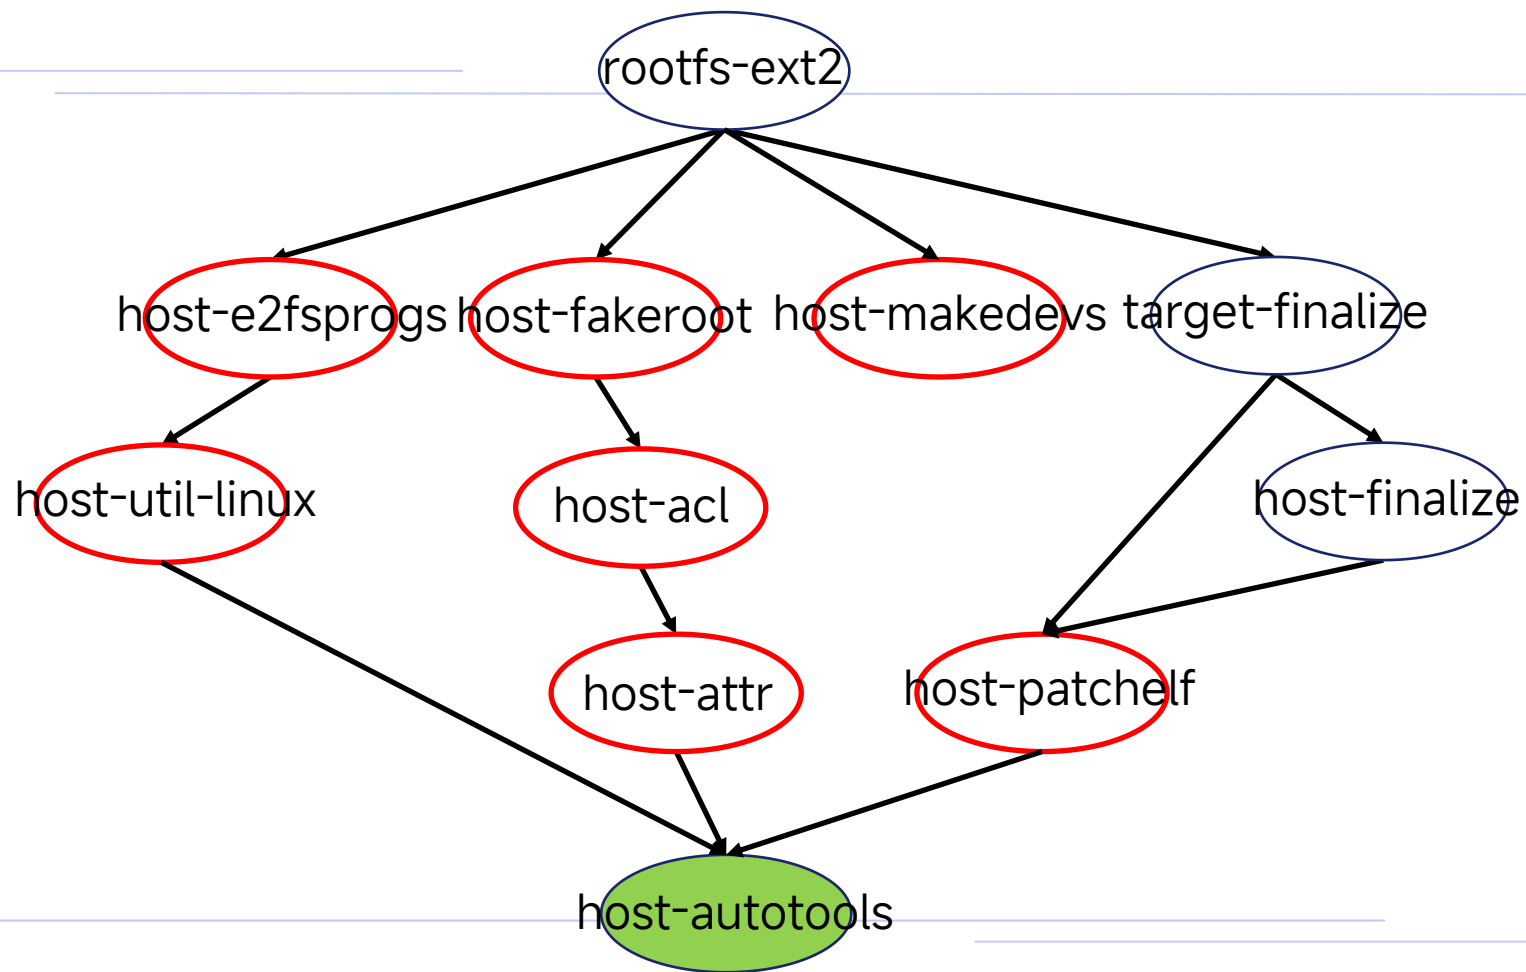 rootfs-ext2
host-e2fsprogs
host-fakeroot
host-makedevs
target-finalize
host-util-linux
host-acl
host-finalize
host-attr
host-patchelf
host-autotools